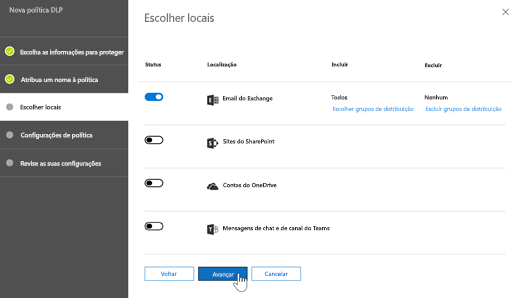 Nova política DLP
Escolha as informações para proteger
Atribua um nome à política
Escolher locais
Configurações de política
Revise as suas configurações
Escolher locais
Status Localização Incluir Excluir
Email do Exchange Todos Nenhum
Escolher grupos de distribuição Excluir grupos de distribuição
Sites do SharePoint
Contas do OneDrive
Mensagens de chat e de canal do Teams
Voltar Avançar Cancelar